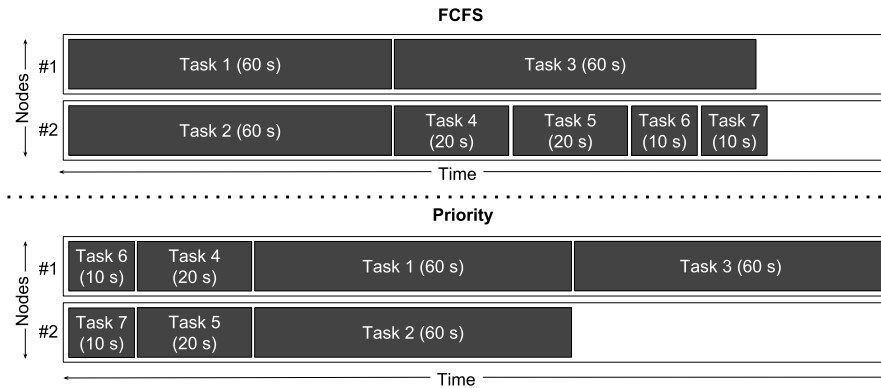 FCFS
Nodes
#1
Task 1 (60 s)
Task 3 (60 s)
#2
Task 2 (60 s)
Task 4
(20 s)
Task 5
(20 s)
Task 6
(10 s)
Task 7
(10 s)
Time
Priority
Nodes
#1
Task 6
(10 s)
Task 4
(20 s)
Task 1 (60 s)
Task 3 (60 s)
#2
Task 7
(10 s)
Task 5
(20 s)
Task 2 (60 s)
Time